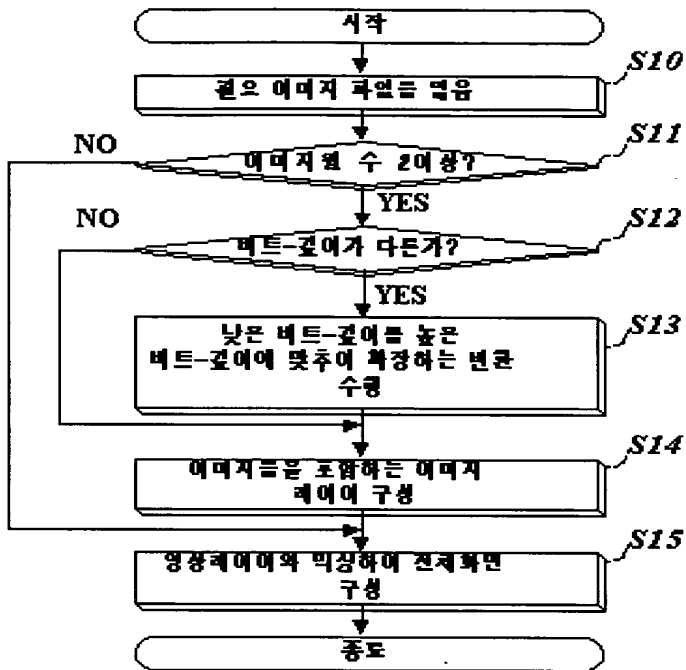 시작
S10
필요 이미지 파일들 읽음
S11
NO
이미지의 수 2이상?
YES
S12
NO
비트-깊이가 다른가?
YES
S13
낮은 비트-깊이를 높은
비트-깊이에 맞추어 확장하는 변환
수행
S14
이미지들을 포함하는 이미지
레이어 구성
S15
영상레이어와 믹싱하여 전체화면
구성
종료